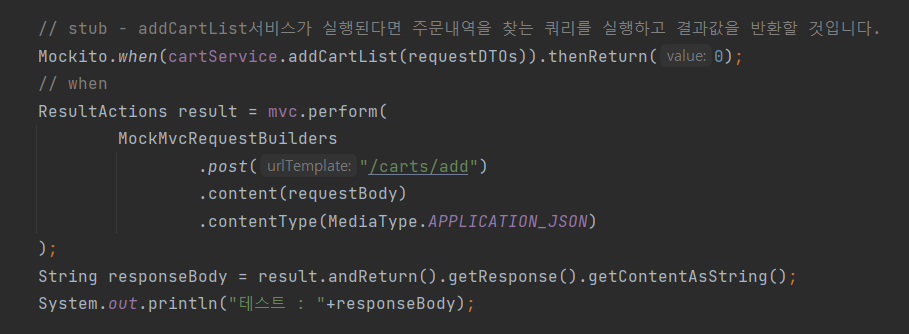 // stub - addCartList서비스가 실행된다면 주문내역을 찾는 쿼리를 실행하고 결과값을 반환할 것입니다.
Mockito.when(cartService.addCartList(requestDTOs)).thenReturn( value: 0);
// when
ResultActions result = mvc.perform(
MockMvcRequestBuilders
.post( urlTemplate: "/carts/add")
.content(requestBody)
.contentType(MediaType.APPLICATION_JSON)
);
String responseBody = result.andReturn().getResponse().getContentAsString();
System.out.println("테스트 : "+responseBody);